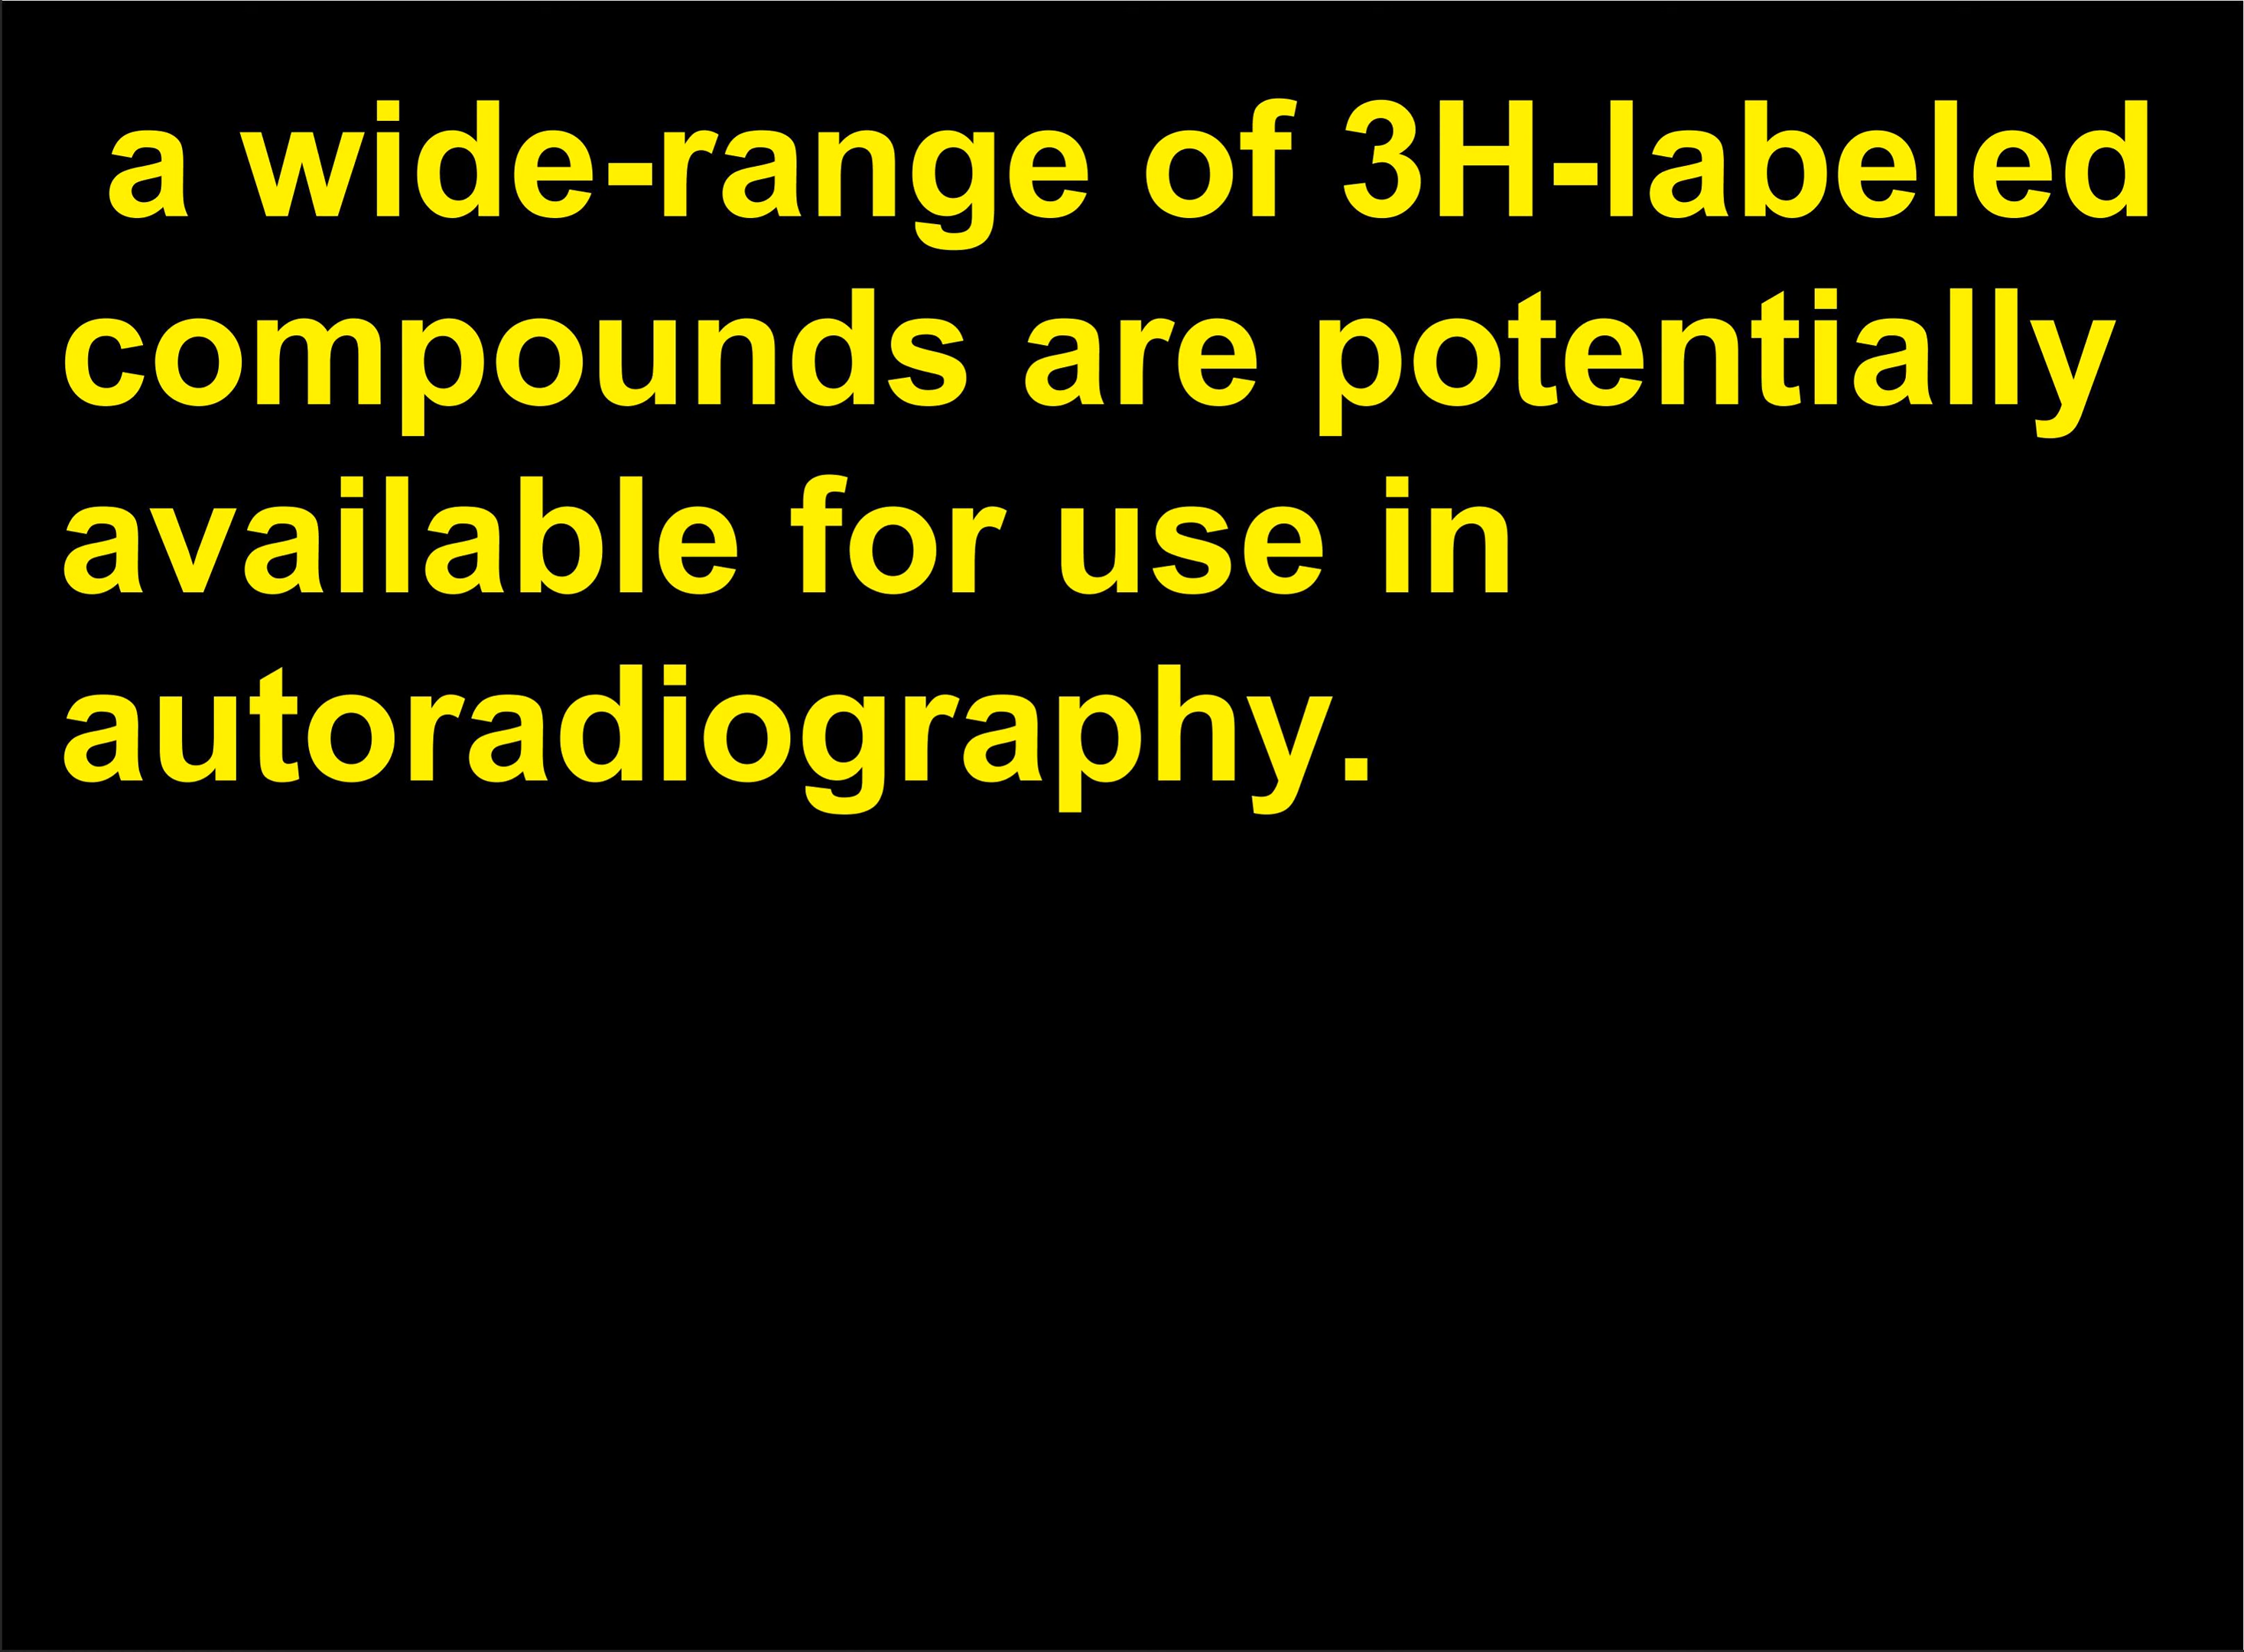 a wide-range of 3H-labeled
compounds are potentially
available for use in
autoradiography.